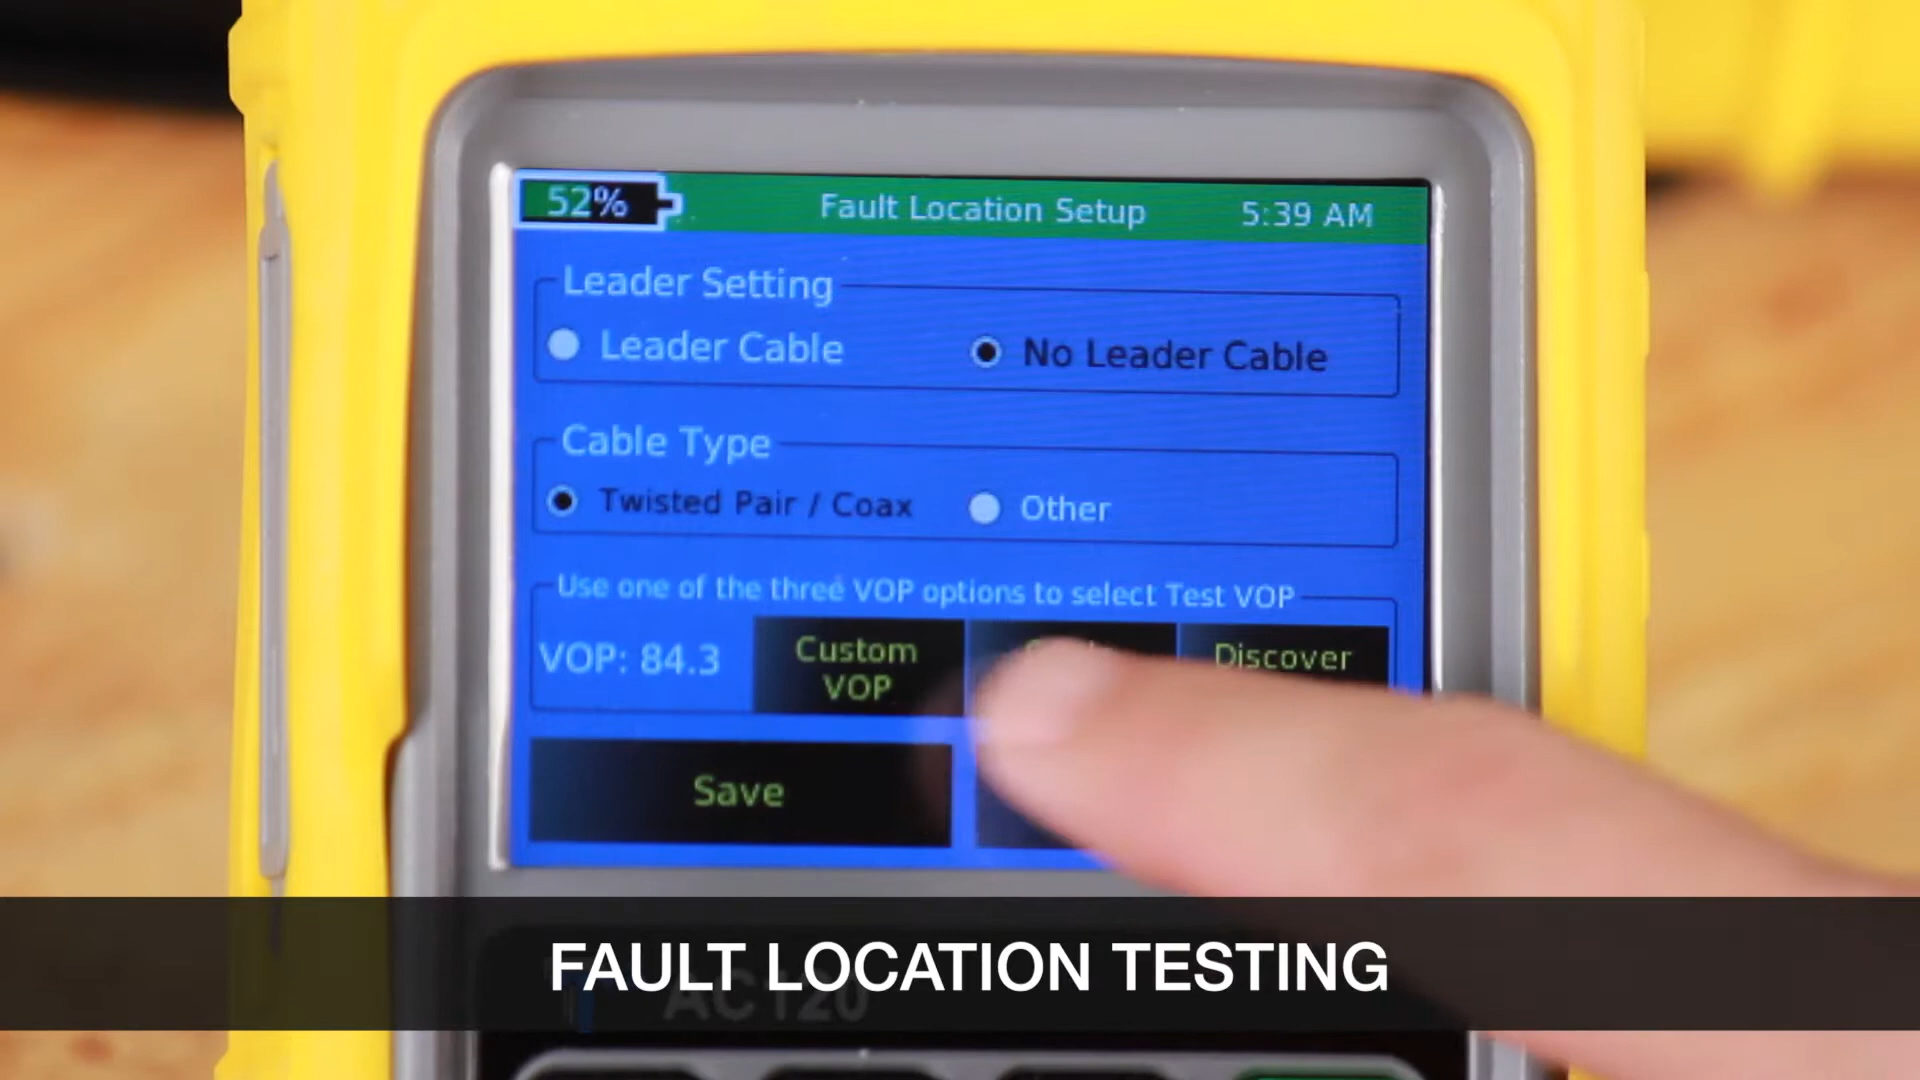 52%
Fault Location Setup
5:39 AM
Leader Setting
Leader Cable
No Leader Cable
Cable Type
Twisted Pair / Coax
Other
Use one of the three VOP options to select Test VOP
VOP: 84.3
Custom
VOP
Discover
Save
FAULT LOCATION TESTING
AC120